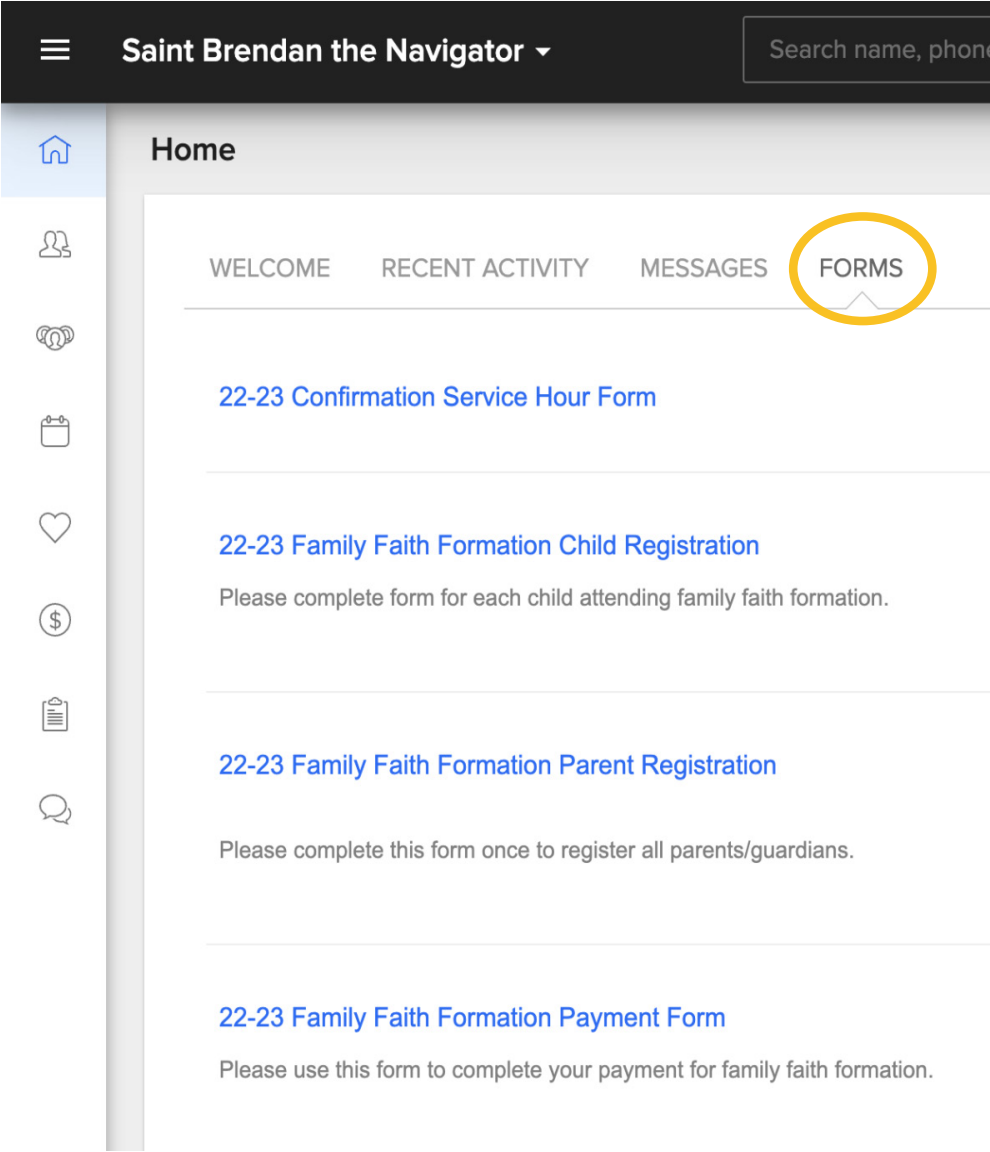 Saint Brendan the Navigator
Search name, phone
Home
WELCOME RECENT ACTIVITY MESSAGES FORMS
22-23 Confirmation Service Hour Form
22-23 Family Faith Formation Child Registration
Please complete form for each child attending family faith formation.
22-23 Family Faith Formation Parent Registration
Please complete this form once to register all parents/guardians.
22-23 Family Faith Formation Payment Form
Please use this form to complete your payment for family faith formation.